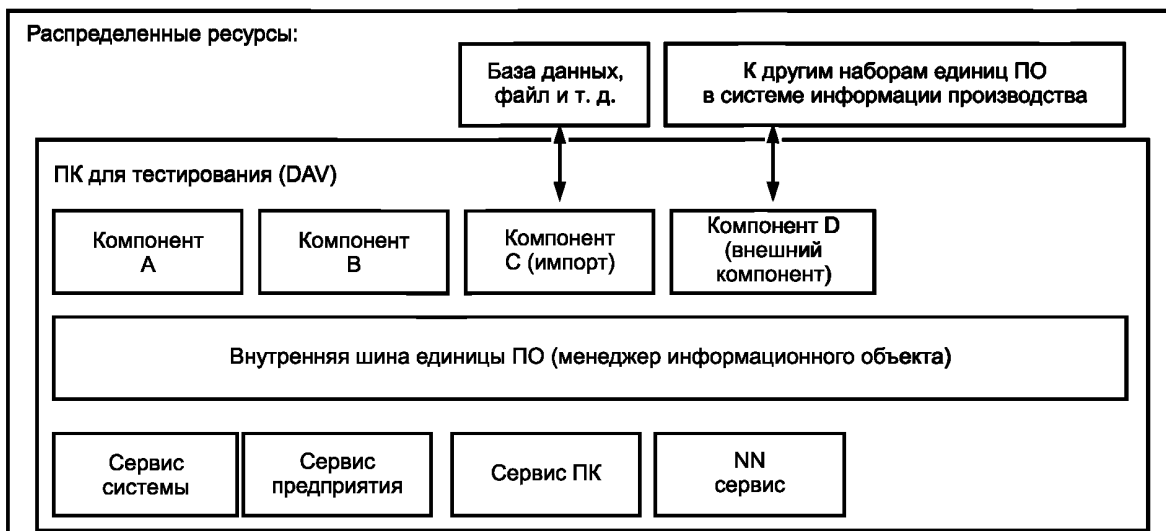 Распределенные ресурсы:
База данных,
файл и т. д.
К другим наборам единиц ПО
в системе информации производства
ПК для тестирования (DAV)
Компонент
A
Компонент
B
Компонент
C (импорт)
Компонент D
(внешний
компонент)
Внутренняя шина единицы ПО (менеджер информационного объекта)
Сервис
системы
Сервис
предприятия
Сервис ПК
NN
сервис